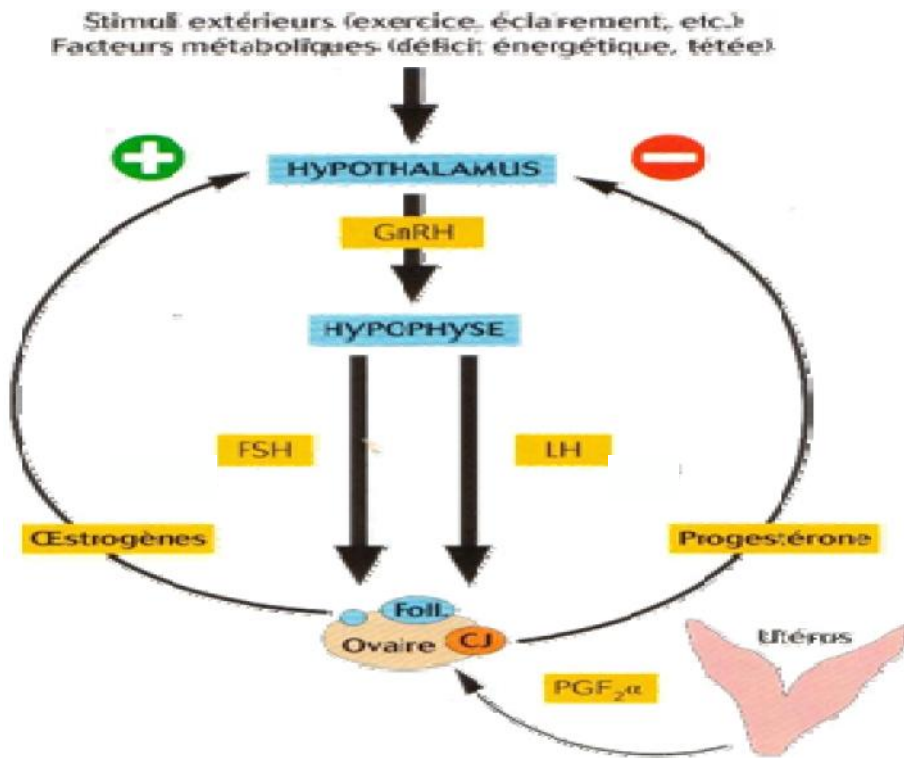 Stimuli extérieurs (exercice, éclairement, etc.)
Facteurs métaboliques (déficit énergétique, tétée)
HYPOTHALAMUS
GnRH
HYPOPHYSE
FSH
LH
Œstrogènes
Progestérone
Foll.
Ovaire
CJ
Utérus
PGF₂α